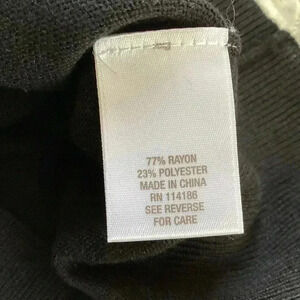 77% RAYON
23% POLYESTER
MADE IN CHINA
RN 114186
SEE REVERSE
FOR CARE